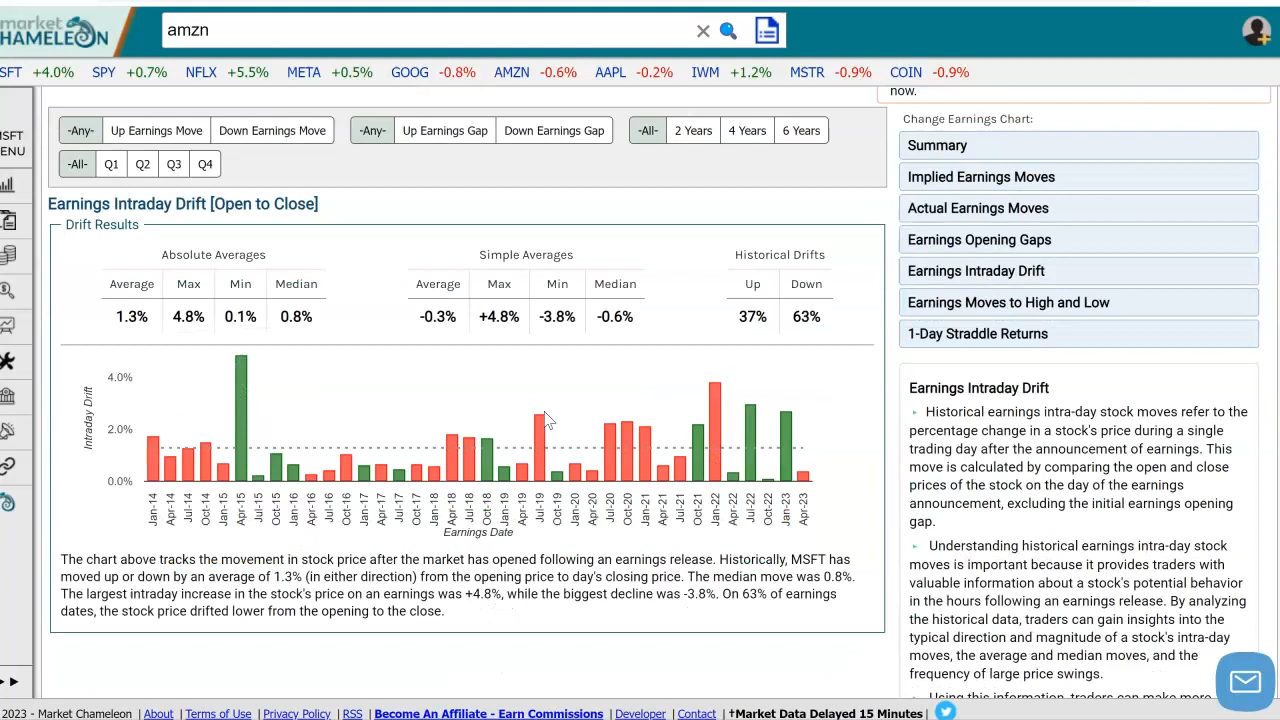 market
HAMELEON
amzn
SFT +4.0% SPY +0.7% NFLX +5.5% META +0.5% GOOG -0.8% AMZN -0.6% AAPL -0.2% IWM +1.2% MSTR -0.9% COIN -0.9%
now.
MSFT
ENU
-Any- Up Earnings Move Down Earnings Move -Any- Up Earnings Gap Down Earnings Gap -All- 2 Years 4 Years 6 Years
-All- Q1 Q2 Q3 Q4
Earnings Intraday Drift [Open to Close]
Drift Results
Absolute Averages Simple Averages Historical Drifts
Average Max Min Median Average Max Min Median Up Down
1.3% 4.8% 0.1% 0.8% -0.3% +4.8% -3.8% -0.6% 37% 63%
Intraday Drift
4.0%
2.0%
0.0%
Jan-14 Apr-14 Jul-14 Oct-14 Jan-15 Apr-15 Jul-15 Oct-15 Jan-16 Apr-16 Jul-16 Oct-16 Jan-17 Apr-17 Jul-17 Oct-17 Jan-18 Apr-18 Jul-18 Oct-18 Jan-19 Apr-19 Jul-19 Oct-19 Jan-20 Apr-20 Jul-20 Oct-20 Jan-21 Apr-21 Jul-21 Oct-21 Jan-22 Apr-22 Jul-22 Oct-22 Jan-23 Apr-23
Earnings Date
The chart above tracks the movement in stock price after the market has opened following an earnings release. Historically, MSFT has
moved up or down by an average of 1.3% (in either direction) from the opening price to day's closing price. The median move was 0.8%.
The largest intraday increase in the stock's price on an earnings was +4.8%, while the biggest decline was -3.8%. On 63% of earnings
dates, the stock price drifted lower from the opening to the close.
Change Earnings Chart:
Summary
Implied Earnings Moves
Actual Earnings Moves
Earnings Opening Gaps
Earnings Intraday Drift
Earnings Moves to High and Low
1-Day Straddle Returns
Earnings Intraday Drift
Historical earnings intra-day stock moves refer to the
percentage change in a stock's price during a single
trading day after the announcement of earnings. This
move is calculated by comparing the open and close
prices of the stock on the day of the earnings
announcement, excluding the initial earnings opening
gap.
Understanding historical earnings intra-day stock
moves is important because it provides traders with
valuable information about a stock's potential behavior
in the hours following an earnings release. By analyzing
the historical data, traders can gain insights into the
typical direction and magnitude of a stock's intra-day
moves, the average and median moves, and the
frequency of large price swings.
Using this information, traders can make more
2023 - Market Chameleon | About | Terms of Use | Privacy Policy | RSS | Become An Affiliate - Earn Commissions | Developer | Contact | †Market Data Delayed 15 Minutes |